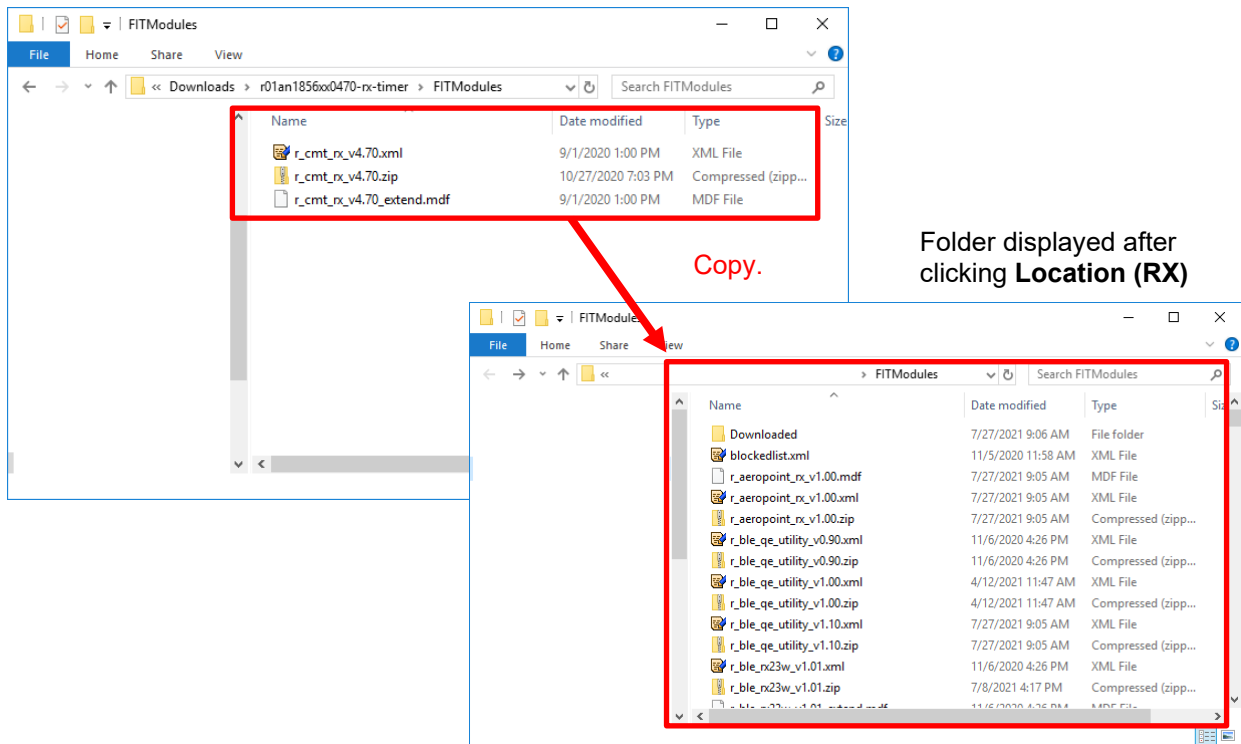 FITModules
File Home Share View
« Downloads > r01an1856xx0470-rx-timer > FITModules Search FITModules
Name Date modified Type Size
r_cmt_rx_v4.70.xml 9/1/2020 1:00 PM XML File
r_cmt_rx_v4.70.zip 10/27/2020 7:03 PM Compressed (zipp...
r_cmt_rx_v4.70_extend.mdf 9/1/2020 1:00 PM MDF File
Copy.
Folder displayed after
clicking Location (RX)
FITModules
File Home Share View
« > FITModules Search FITModules
Name Date modified Type
Downloaded 7/27/2021 9:06 AM File folder
blockedlist.xml 11/5/2020 11:58 AM XML File
r_aeropoint_rx_v1.00.mdf 7/27/2021 9:05 AM MDF File
r_aeropoint_rx_v1.00.xml 7/27/2021 9:05 AM XML File
r_aeropoint_rx_v1.00.zip 7/27/2021 9:05 AM Compressed (zipp...
r_ble_qe_utility_v0.90.xml 11/6/2020 4:26 PM XML File
r_ble_qe_utility_v0.90.zip 11/6/2020 4:26 PM Compressed (zipp...
r_ble_qe_utility_v1.00.xml 4/12/2021 11:47 AM XML File
r_ble_qe_utility_v1.00.zip 4/12/2021 11:47 AM Compressed (zipp...
r_ble_qe_utility_v1.10.xml 7/27/2021 9:05 AM XML File
r_ble_qe_utility_v1.10.zip 7/27/2021 9:05 AM Compressed (zipp...
r_ble_rx23w_v1.01.xml 11/6/2020 4:26 PM XML File
r_ble_rx23w_v1.01.zip 7/8/2021 4:17 PM Compressed (zipp...
r_ble_rx23w_v1.01_extend.mdf 11/6/2020 4:26 PM MDF File